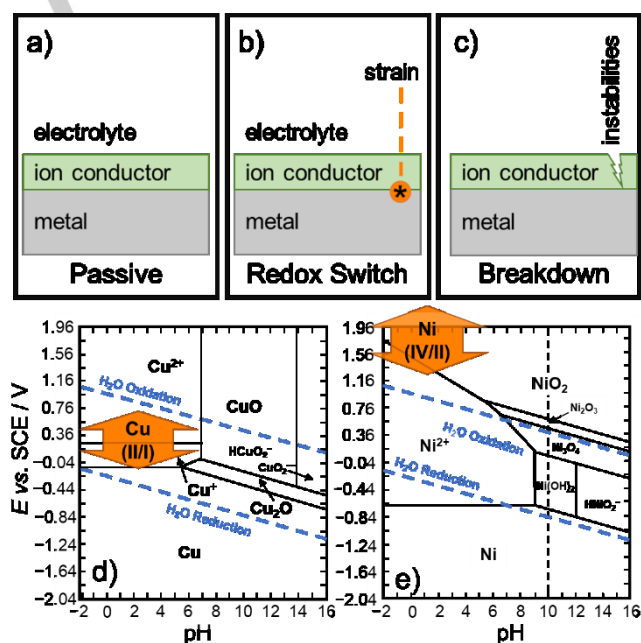 a)
electrolyte
ion conductor
metal
Passive
b)
strain
electrolyte
ion conductor
*
metal
Redox Switch
c)
instabilities
ion conductor
metal
Breakdown
E vs. SCE / V
1.96
1.56
1.16
0.76
0.36
-0.04
-0.44
-0.84
-1.24
-1.64
-2.04
Cu²⁺
H₂O Oxidation
CuO
Cu
(II/I)
HCuO₂⁻
CuO₂⁻
Cu⁺
Cu₂O
H₂O Reduction
Cu
d)
-2 0 2 4 6 8 10 12 14 16
pH
1.96
1.56
1.16
0.76
0.36
-0.04
-0.44
-0.84
-1.24
-1.64
-2.04
Ni
(IV/II)
NiO₂
Ni₂O₃
H₂O Oxidation
Ni₃O₄
Ni²⁺
H₂O Reduction
Ni(OH)₂
HNiO₂⁻
Ni
e)
-2 0 2 4 6 8 10 12 14 16
pH